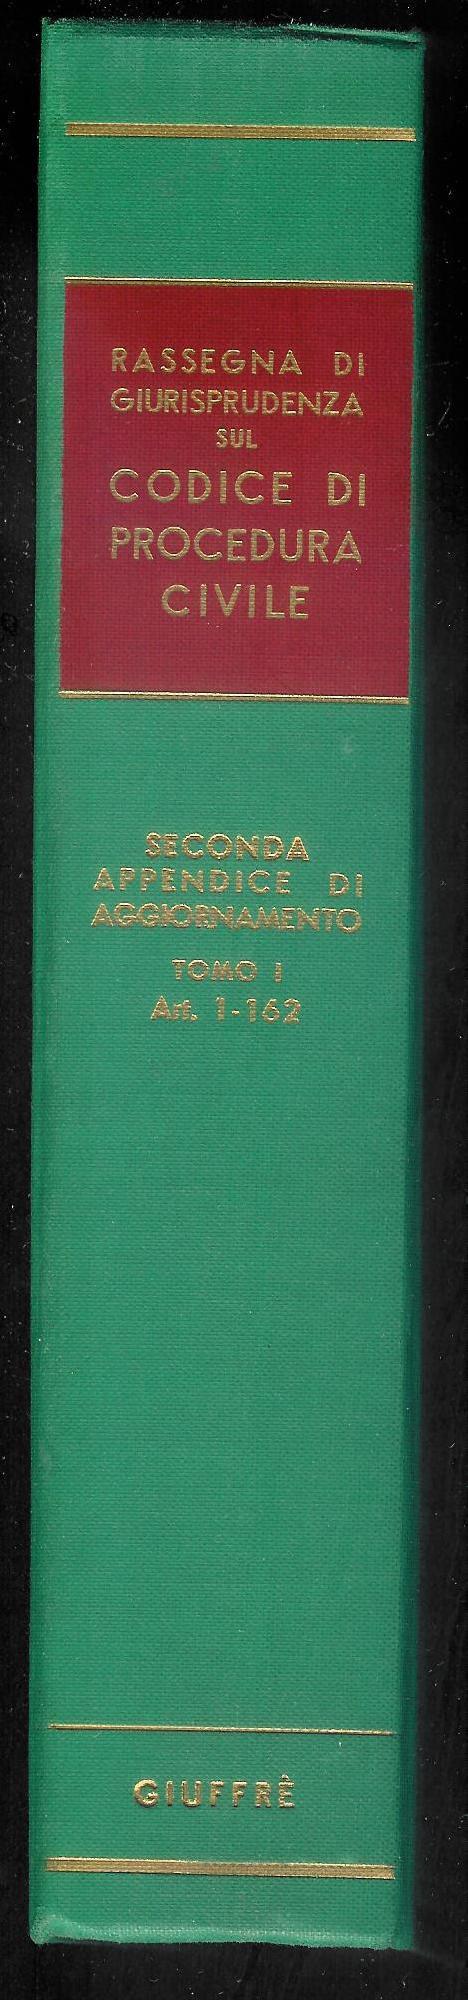 RASSEGNA DI
GIURISPRUDENZA
SUL
CODICE DI
PROCEDURA
CIVILE
SECONDA
APPENDICE DI
AGGIORNAMENTO
TOMO I
Art. 1-162
GIUFFRÈ